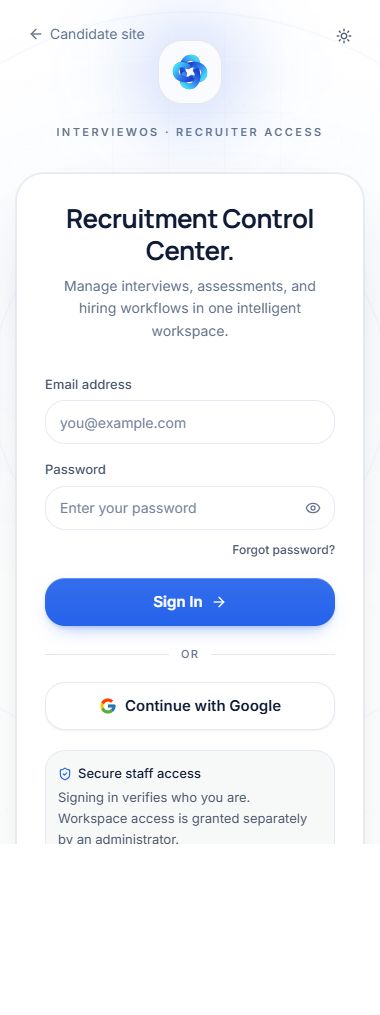 Candidate site
INTERVIEWOS · RECRUITER ACCESS
Recruitment Control
Center.
Manage interviews, assessments, and
hiring workflows in one intelligent
workspace.
Email address
you@example.com
Password
Enter your password
Forgot password?
Sign In
OR
Continue with Google
Secure staff access
Signing in verifies who you are.
Workspace access is granted separately
by an administrator.